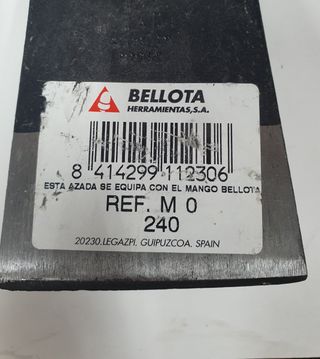 BELLOTA
HERRAMIENTAS,S.A.
8 414299 112306
ESTA AZADA SE EQUIPA CON EL MANGO BELLOTA
REF. M 0
240
20230.LEGAZPI, GUIPUZCOA. SPAIN